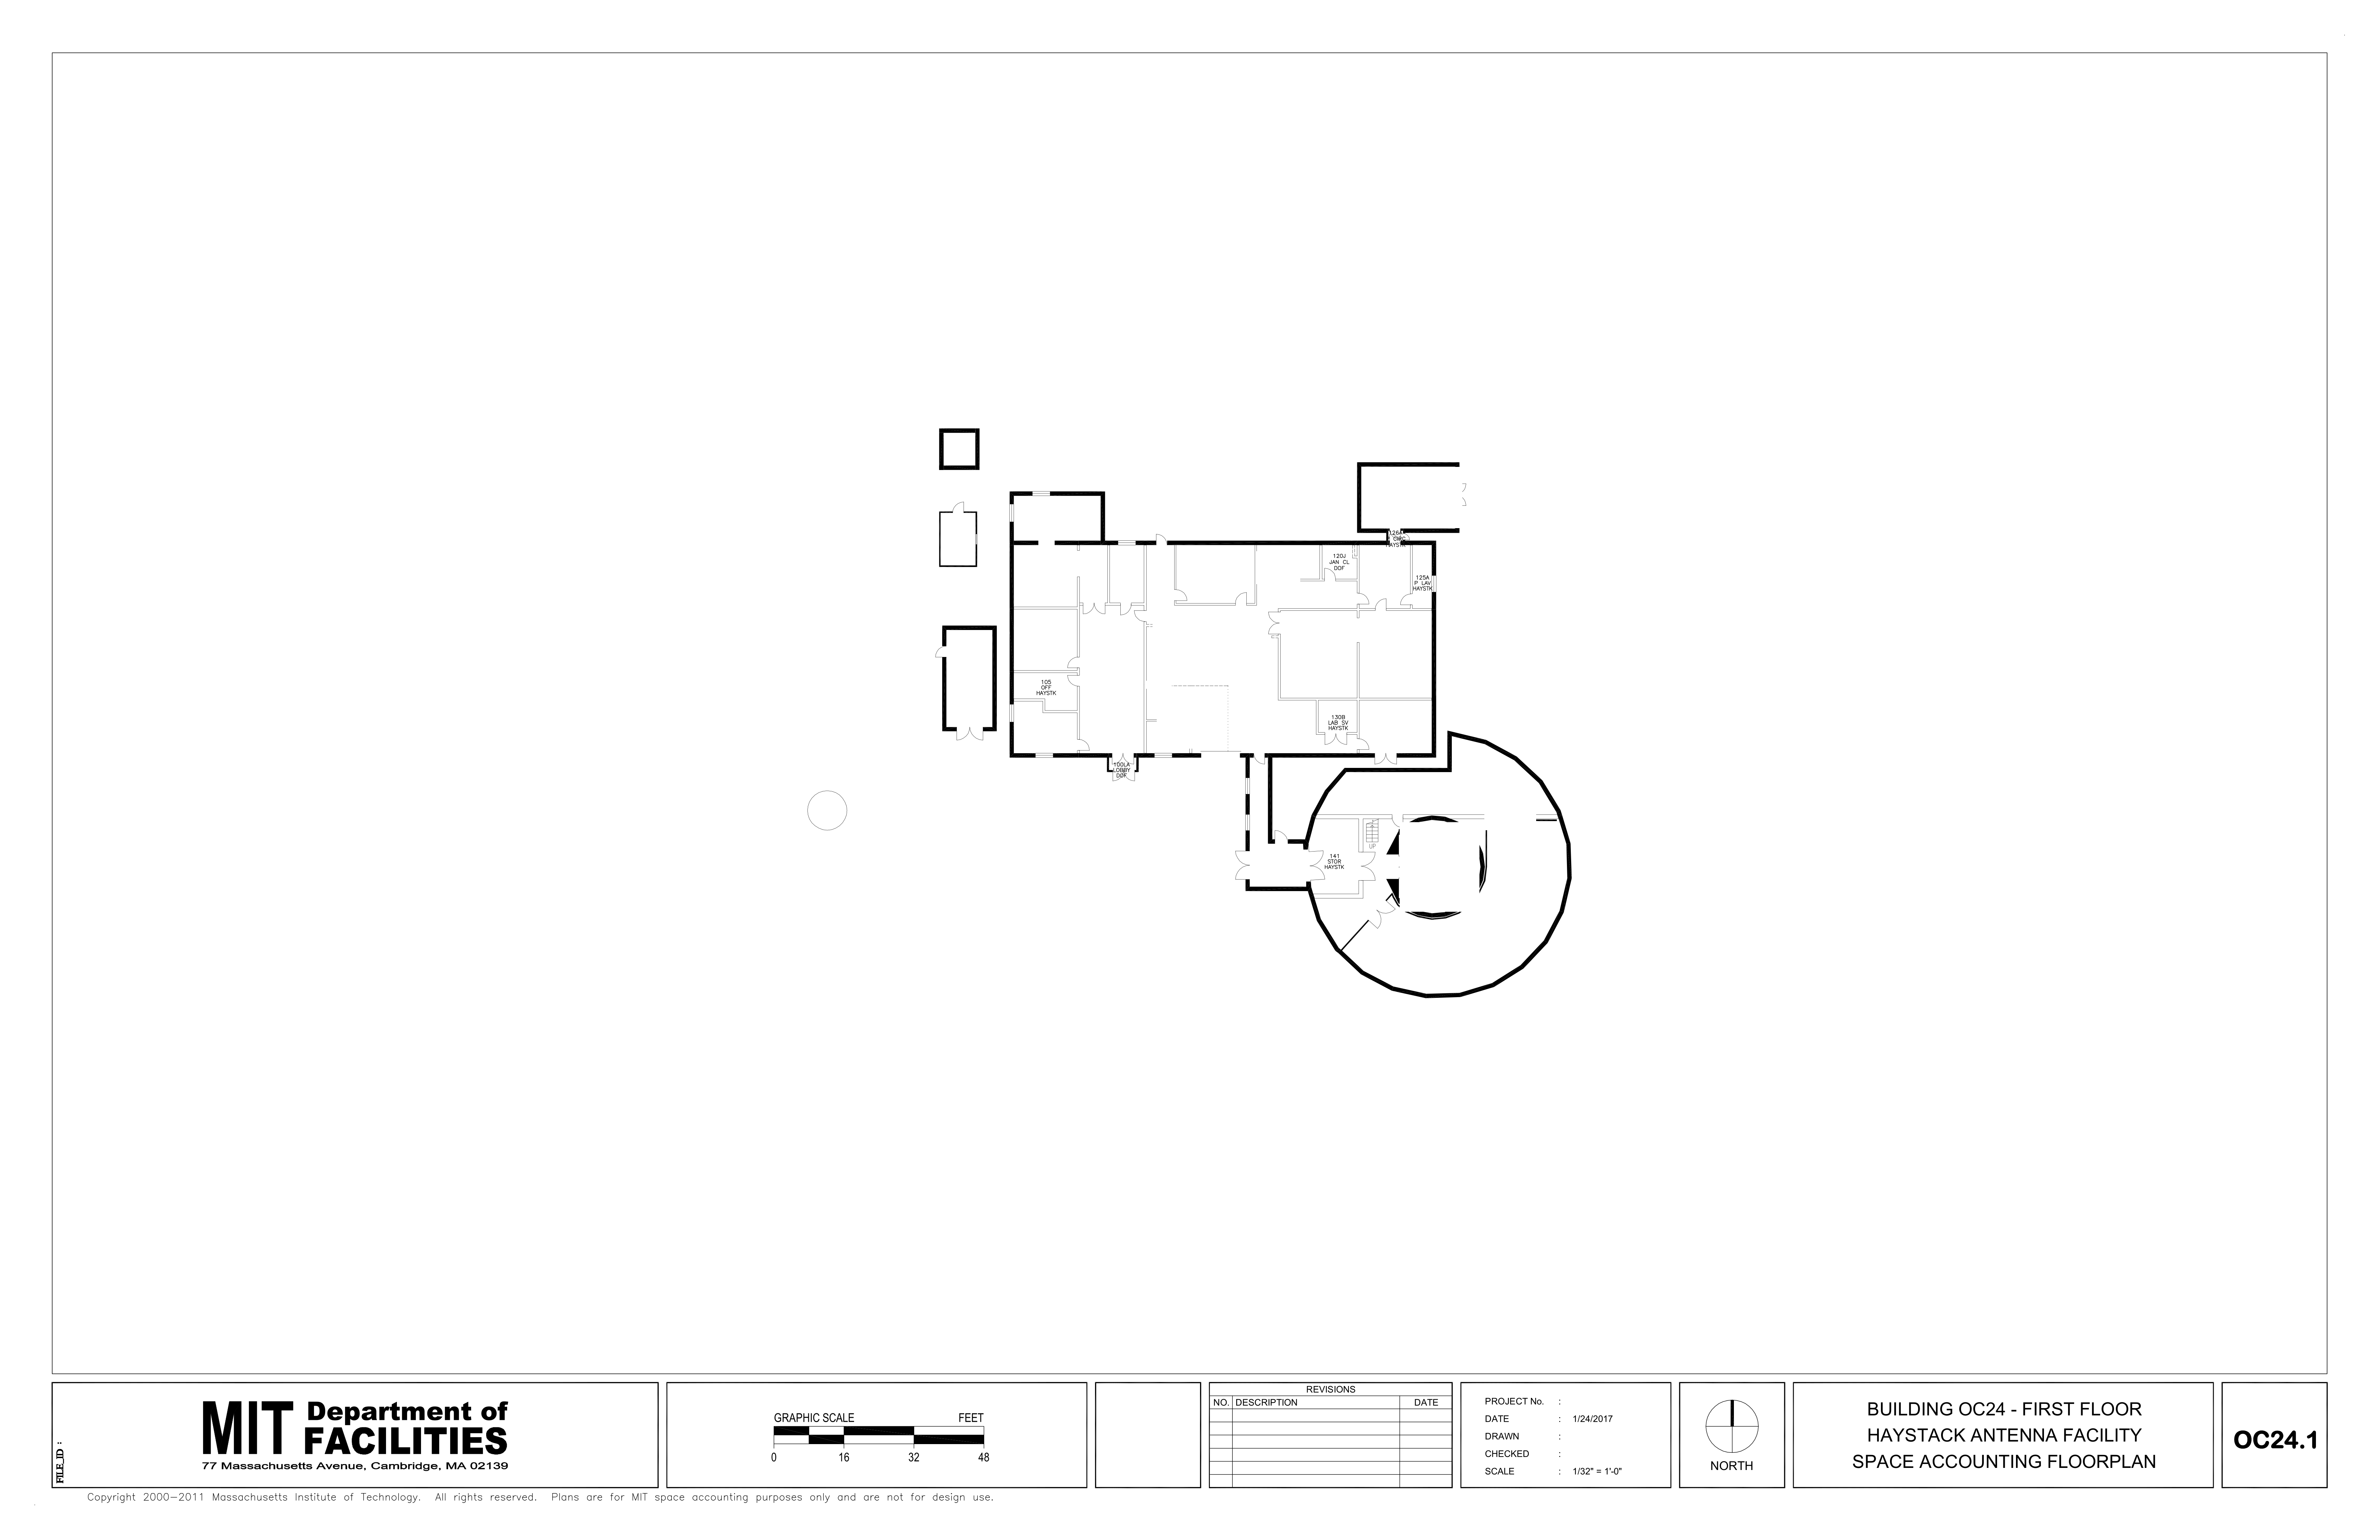 126AA
CWC
HAYSTK
120J
JAN CL
DOF
125A
P LAV
HAYSTK
105
OFF
HAYSTK
130B
LAB SV
HAYSTK
100LA
LOBBY
DOF
UP
141
STOR
HAYSTK
FILE_ID :
MIT Department of
FACILITIES
77 Massachusetts Avenue, Cambridge, MA 02139
GRAPHIC SCALE FEET
0 16 32 48
REVISIONS
NO. DESCRIPTION DATE
PROJECT No. :
DATE : 1/24/2017
DRAWN :
CHECKED :
SCALE : 1/32" = 1'-0"
NORTH
BUILDING OC24 - FIRST FLOOR
HAYSTACK ANTENNA FACILITY
SPACE ACCOUNTING FLOORPLAN
OC24.1
Copyright 2000-2011 Massachusetts Institute of Technology. All rights reserved. Plans are for MIT space accounting purposes only and are not for design use.